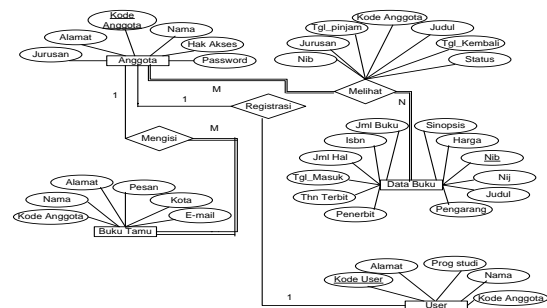 Kode Anggota
Alamat
Nama
Hak Akses
Jurusan
Anggota
Password
Tgl_pinjam
Kode Anggota
Jurusan
Judul
Tgl_Kembali
Nib
Status
Melihat
M
N
1
1
Registrasi
Mengisi
M
Jml Buku
Sinopsis
Isbn
Harga
Jml Hal
Nib
Tgl_Masuk
Data Buku
Nij
Thn Terbit
Judul
Penerbit
Pengarang
Alamat
Pesan
Nama
Kota
Kode Anggota
E-mail
Buku Tamu
Alamat
Prog studi
Kode User
Nama
1
User
Kode Anggota